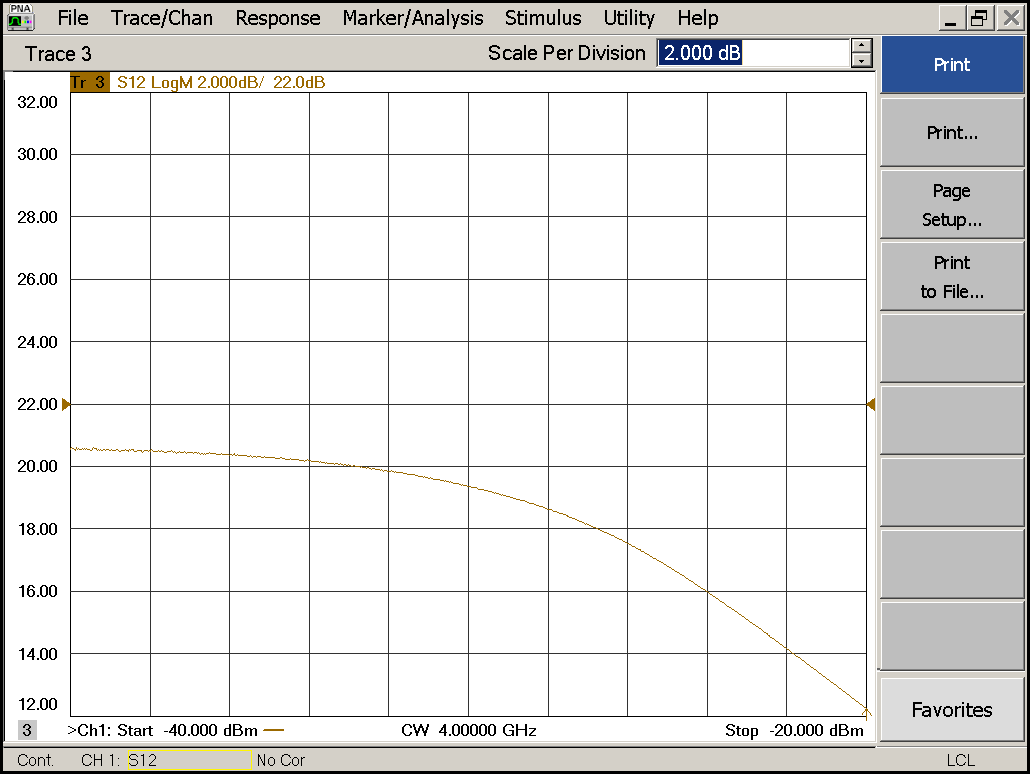 PNA
File Trace/Chan Response Marker/Analysis Stimulus Utility Help
Trace 3 Scale Per Division 2.000 dB
Print
Tr 3 S12 LogM 2.000dB/ 22.0dB
32.00
Print...
30.00
Page
Setup...
28.00
Print
to File...
26.00
24.00
22.00
20.00
18.00
16.00
14.00
12.00
Favorites
3 >Ch1: Start -40.000 dBm CW 4.00000 GHz Stop -20.000 dBm
Cont. CH 1: S12 No Cor LCL